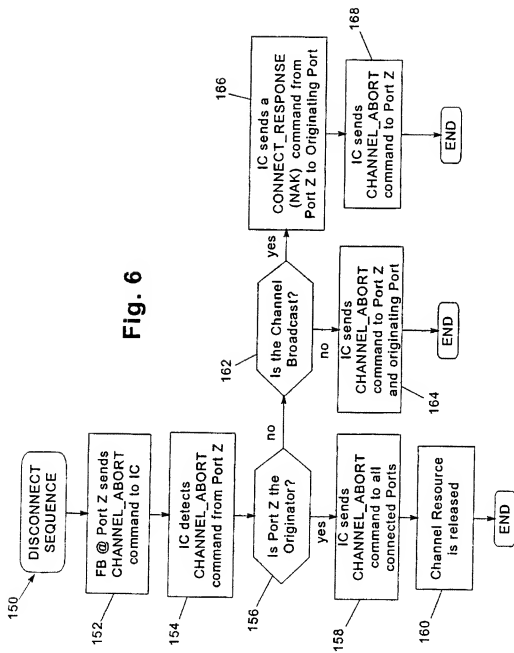 Fig. 6
150
DISCONNECT
SEQUENCE
152
FB @ Port Z sends
CHANNEL_ABORT
command to IC
154
IC detects
CHANNEL_ABORT
command from Port Z
156
Is Port Z the
Originator?
yes
no
158
IC sends
CHANNEL_ABORT
command to all
connected Ports
160
Channel Resource
is released
END
162
Is the Channel
Broadcast?
no
yes
IC sends
CHANNEL_ABORT
command to Port Z
and originating Port
164
END
166
IC sends a
CONNECT_RESPONSE
(NAK) command from
Port Z to Originating Port
168
IC sends
CHANNEL_ABORT
command to Port Z
END